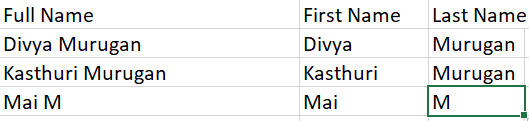 Full Name First Name Last Name
Divya Murugan Divya Murugan
Kasthuri Murugan Kasthuri Murugan
Mai M Mai M